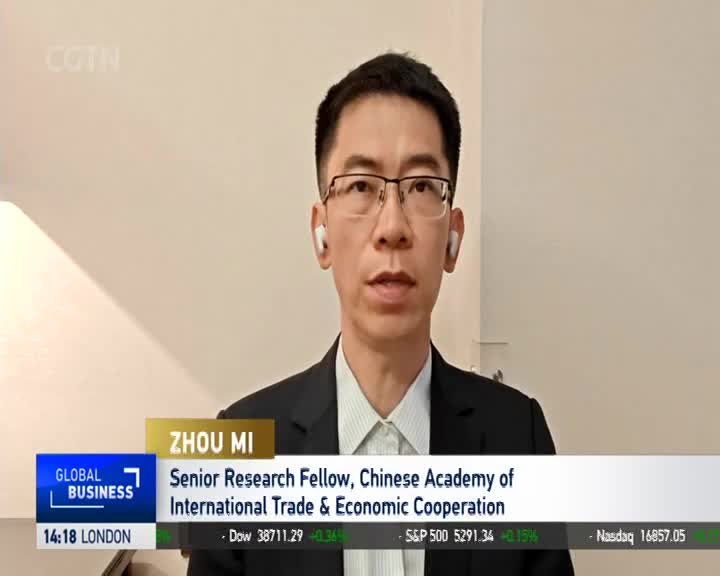 CGTN
ZHOU MI
GLOBAL
BUSINESS
Senior Research Fellow, Chinese Academy of
International Trade & Economic Cooperation
14:18 LONDON
- Dow 38711.29 +0.36%
- S&P 500 5291.34 +0.15%
- Nasdaq 16857.05